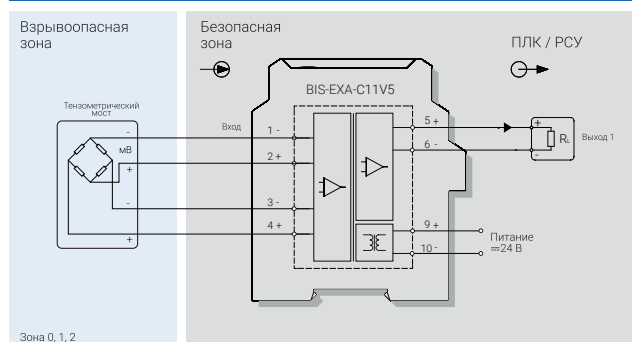 Взрывоопасная
зона
Безопасная
зона
ПЛК / РСУ
BIS-EXA-C11V5
Тензометрический
мост
Вход
-
мВ
+
-
+
1 -
2 +
3 -
4 +
5 +
6 -
9 +
10 -
+
RL
-
Выход 1
Питание
⎓24 В
Зона 0, 1, 2